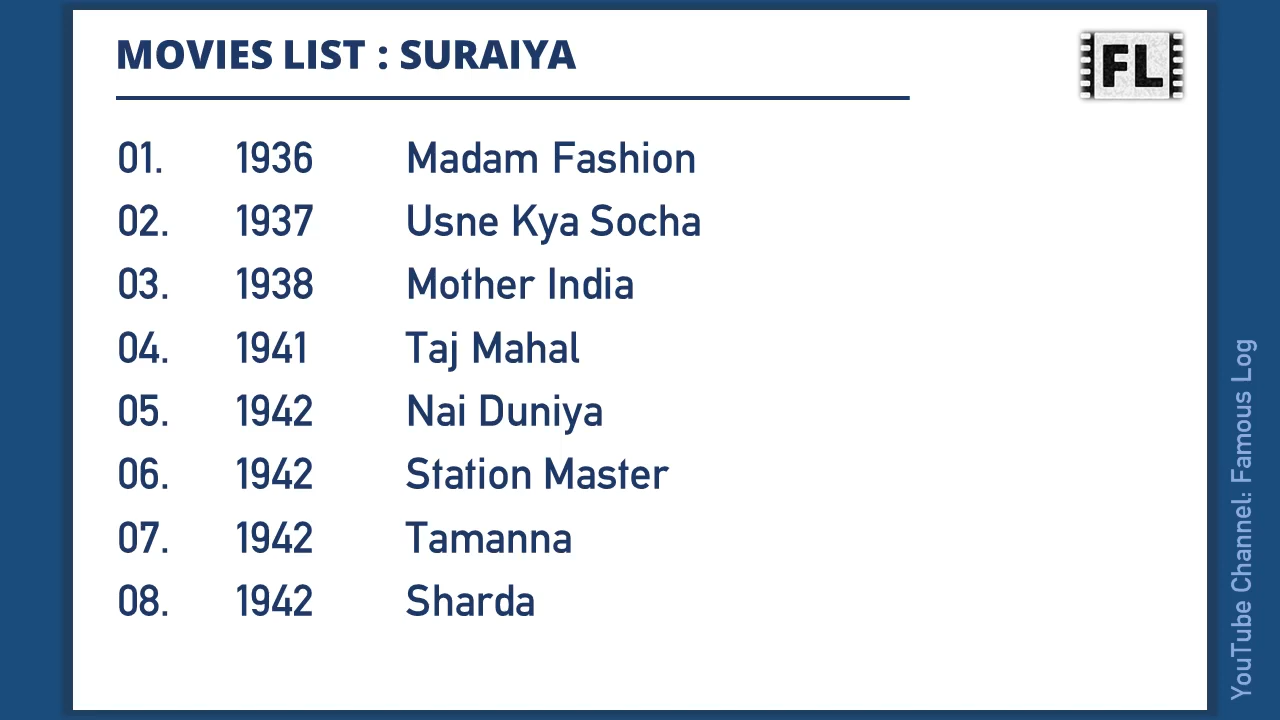 MOVIES LIST : SURAIYA
FL
01. 1936 Madam Fashion
02. 1937 Usne Kya Socha
03. 1938 Mother India
04. 1941 Taj Mahal
05. 1942 Nai Duniya
06. 1942 Station Master
07. 1942 Tamanna
08. 1942 Sharda
YouTube Channel: Famous Log